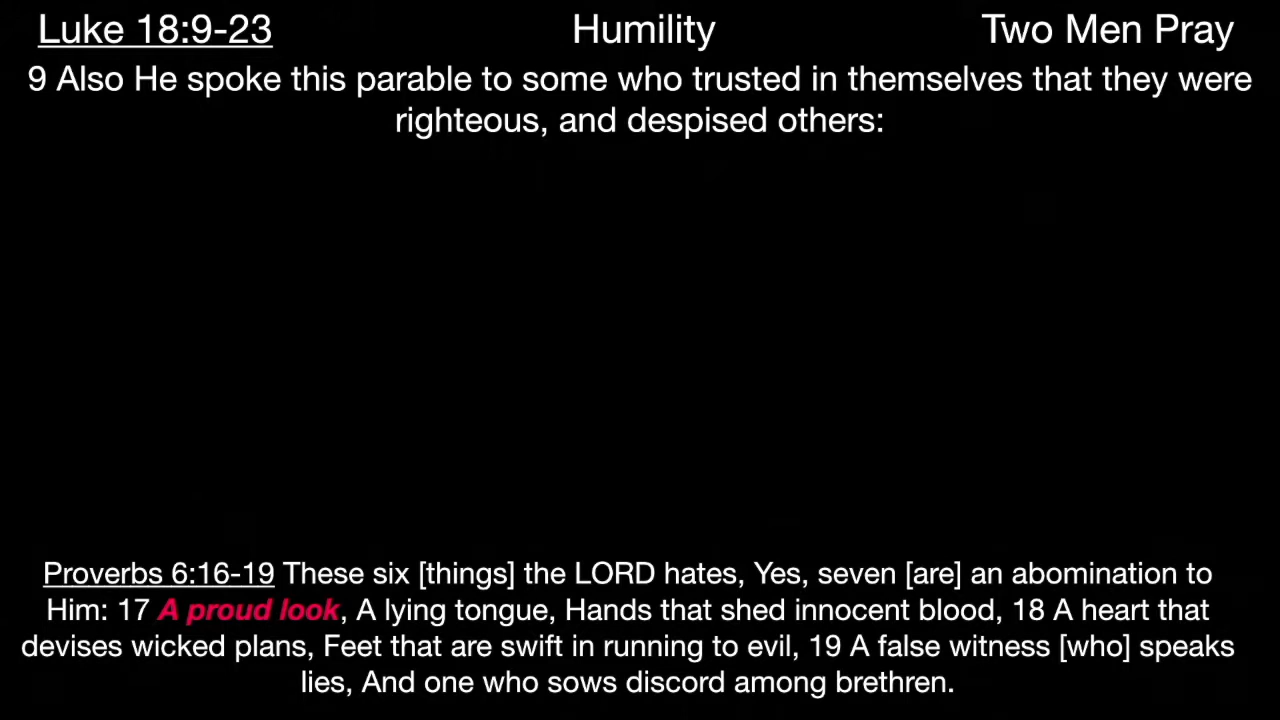 Luke 18:9-23 Humility Two Men Pray
9 Also He spoke this parable to some who trusted in themselves that they were
righteous, and despised others:
Proverbs 6:16-19 These six [things] the LORD hates, Yes, seven [are] an abomination to
Him: 17 A proud look, A lying tongue, Hands that shed innocent blood, 18 A heart that
devises wicked plans, Feet that are swift in running to evil, 19 A false witness [who] speaks
lies, And one who sows discord among brethren.